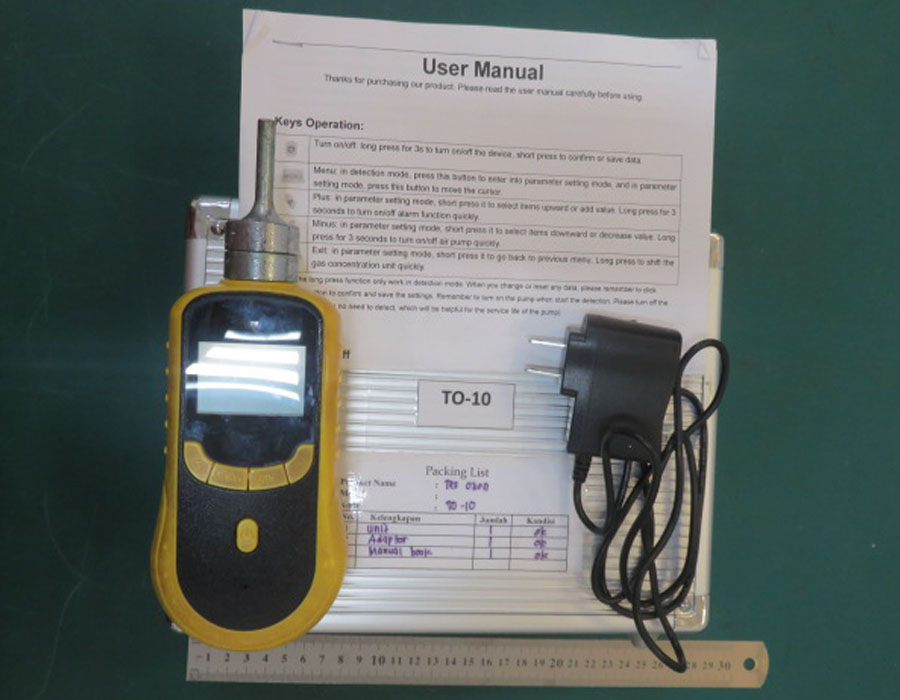 User Manual
Thanks for purchasing our product. Please read the user manual carefully before using.
Keys Operation:
Turn on/off: long press for 3s to turn on/off the device, short press to confirm or save data.
Menu: in detection mode, press this button to enter into parameter setting mode, and in parameter
setting mode, press this button to move the cursor.
Plus: in parameter setting mode, short press it to select items upward or add value. Long press for 3
seconds to turn on/off alarm function quickly.
Minus: in parameter setting mode, short press it to select items downward or decrease value. Long
press for 3 seconds to turn on/off air pump quickly.
Exit: in parameter setting mode, short press it to go back to previous menu. Long press to shift the
gas concentration unit quickly.
long press function only work in detection mode. When you change or reset any data, please remember to click
to confirm and save the settings. Remember to turn on the pump when start the detection. Please turn off the
no need to detect, which will be helpful for the service life of the pump.
TO-10
Packing List
Name :
:
: TO-10
No. Kelengkapan Jumlah Kondisi
unit 1 ok
Adaptor 1 ok
Manual book 1 ok
1 2 3 4 5 6 7 8 9 10 11 12 13 14 15 16 17 18 19 20 21 22 23 24 25 26 28 29 30